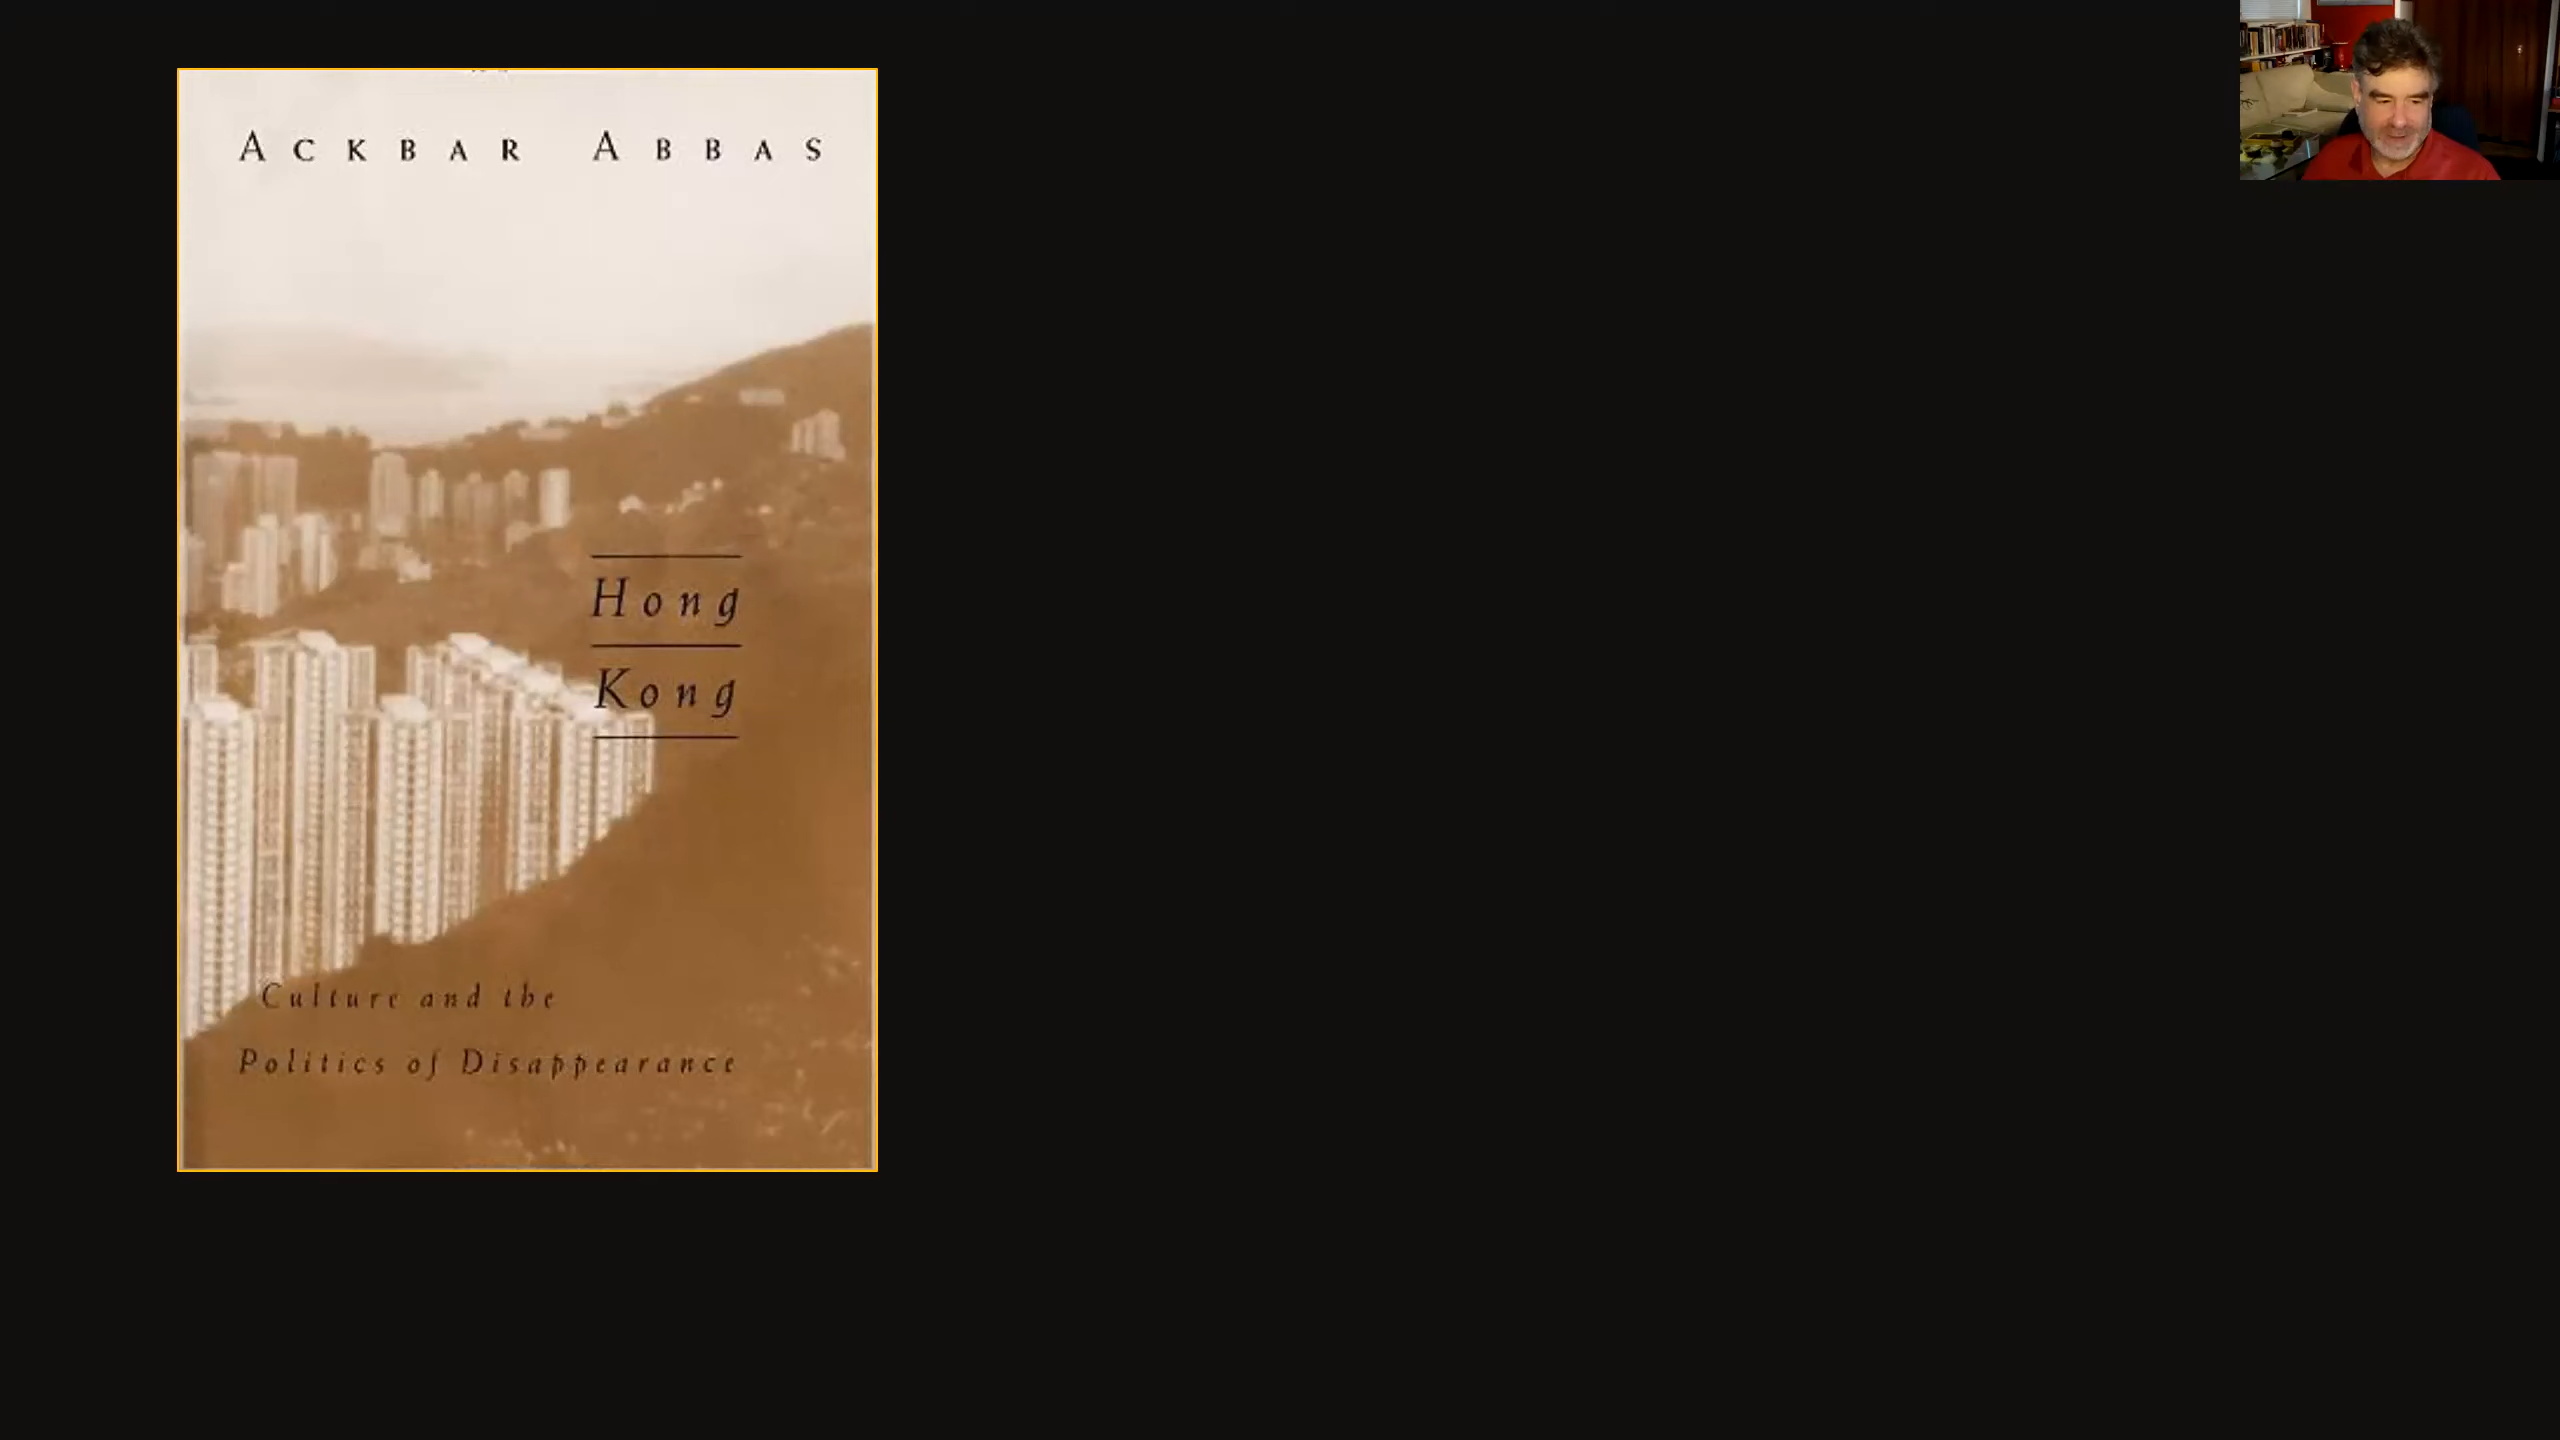 ACKBAR ABBAS
Hong
Kong
Culture and the
Politics of Disappearance